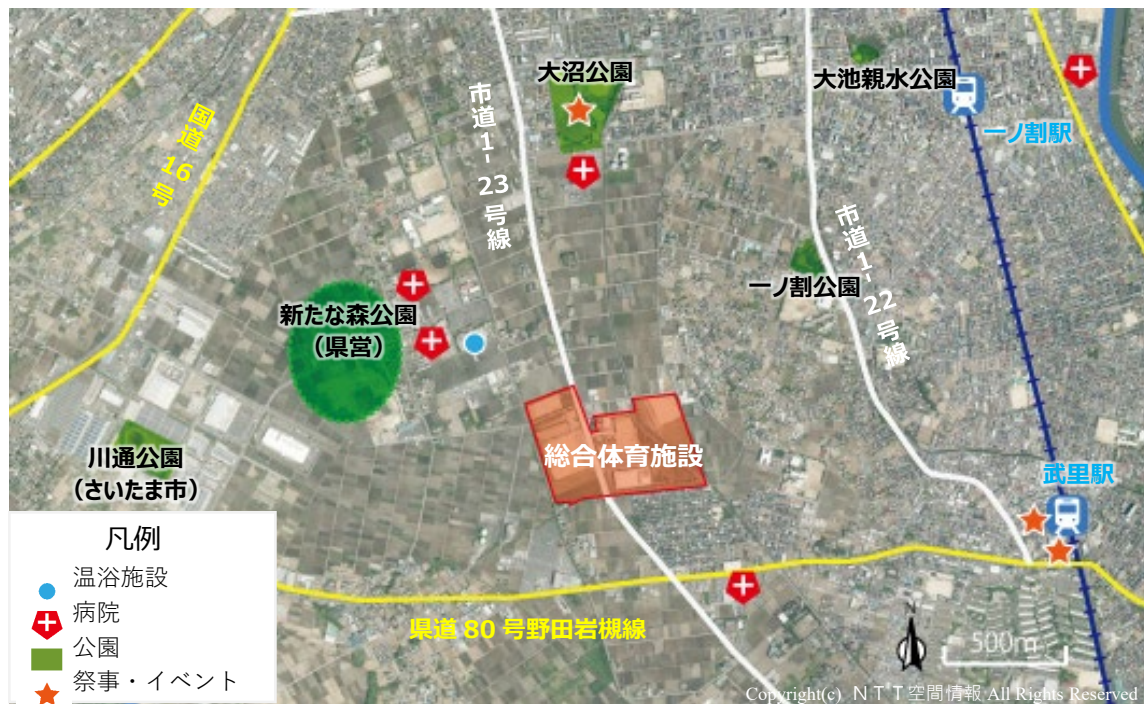 大沼公園
大池親水公園
一ノ割駅
国道16号
市道1-23号線
市道1-22号線
一ノ割公園
新たな森公園
（県営）
川通公園
（さいたま市）
総合体育施設
武里駅
県道 80 号野田岩槻線
凡例
温浴施設
病院
公園
祭事・イベント
N
500m
Copyright(c) ＮＴＴ空間情報 All Rights Reserved